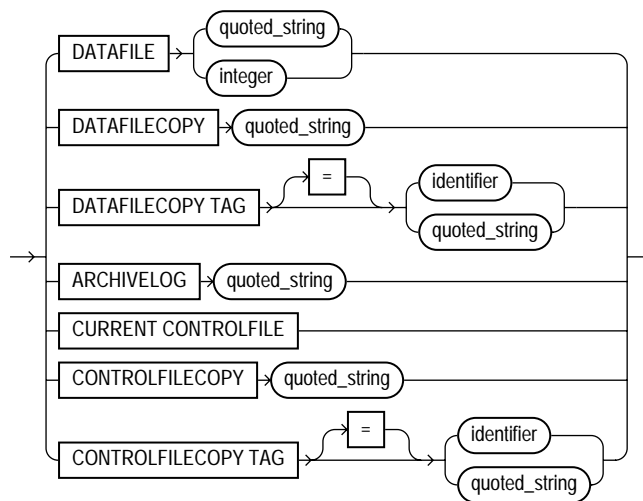 quoted_string
DATAFILE
integer
DATAFILECOPY quoted_string
=
identifier
DATAFILECOPY TAG
quoted_string
ARCHIVELOG quoted_string
CURRENT CONTROLFILE
CONTROLFILECOPY quoted_string
=
identifier
CONTROLFILECOPY TAG
quoted_string